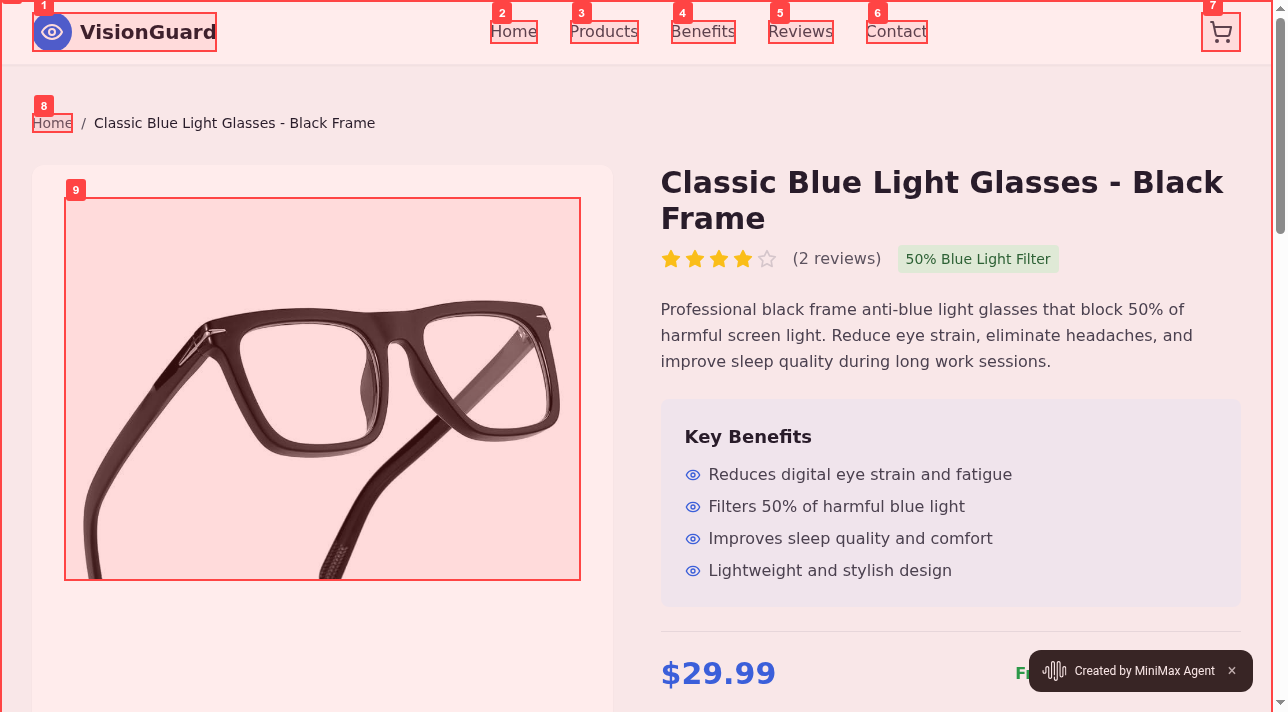 1
2
3
4
5
6
7
VisionGuard
Home
Products
Benefits
Reviews
Contact
8
Home / Classic Blue Light Glasses - Black Frame
9
Classic Blue Light Glasses - Black
Frame
(2 reviews)
50% Blue Light Filter
Professional black frame anti-blue light glasses that block 50% of
harmful screen light. Reduce eye strain, eliminate headaches, and
improve sleep quality during long work sessions.
Key Benefits
Reduces digital eye strain and fatigue
Filters 50% of harmful blue light
Improves sleep quality and comfort
Lightweight and stylish design
$29.99
Created by MiniMax Agent ×